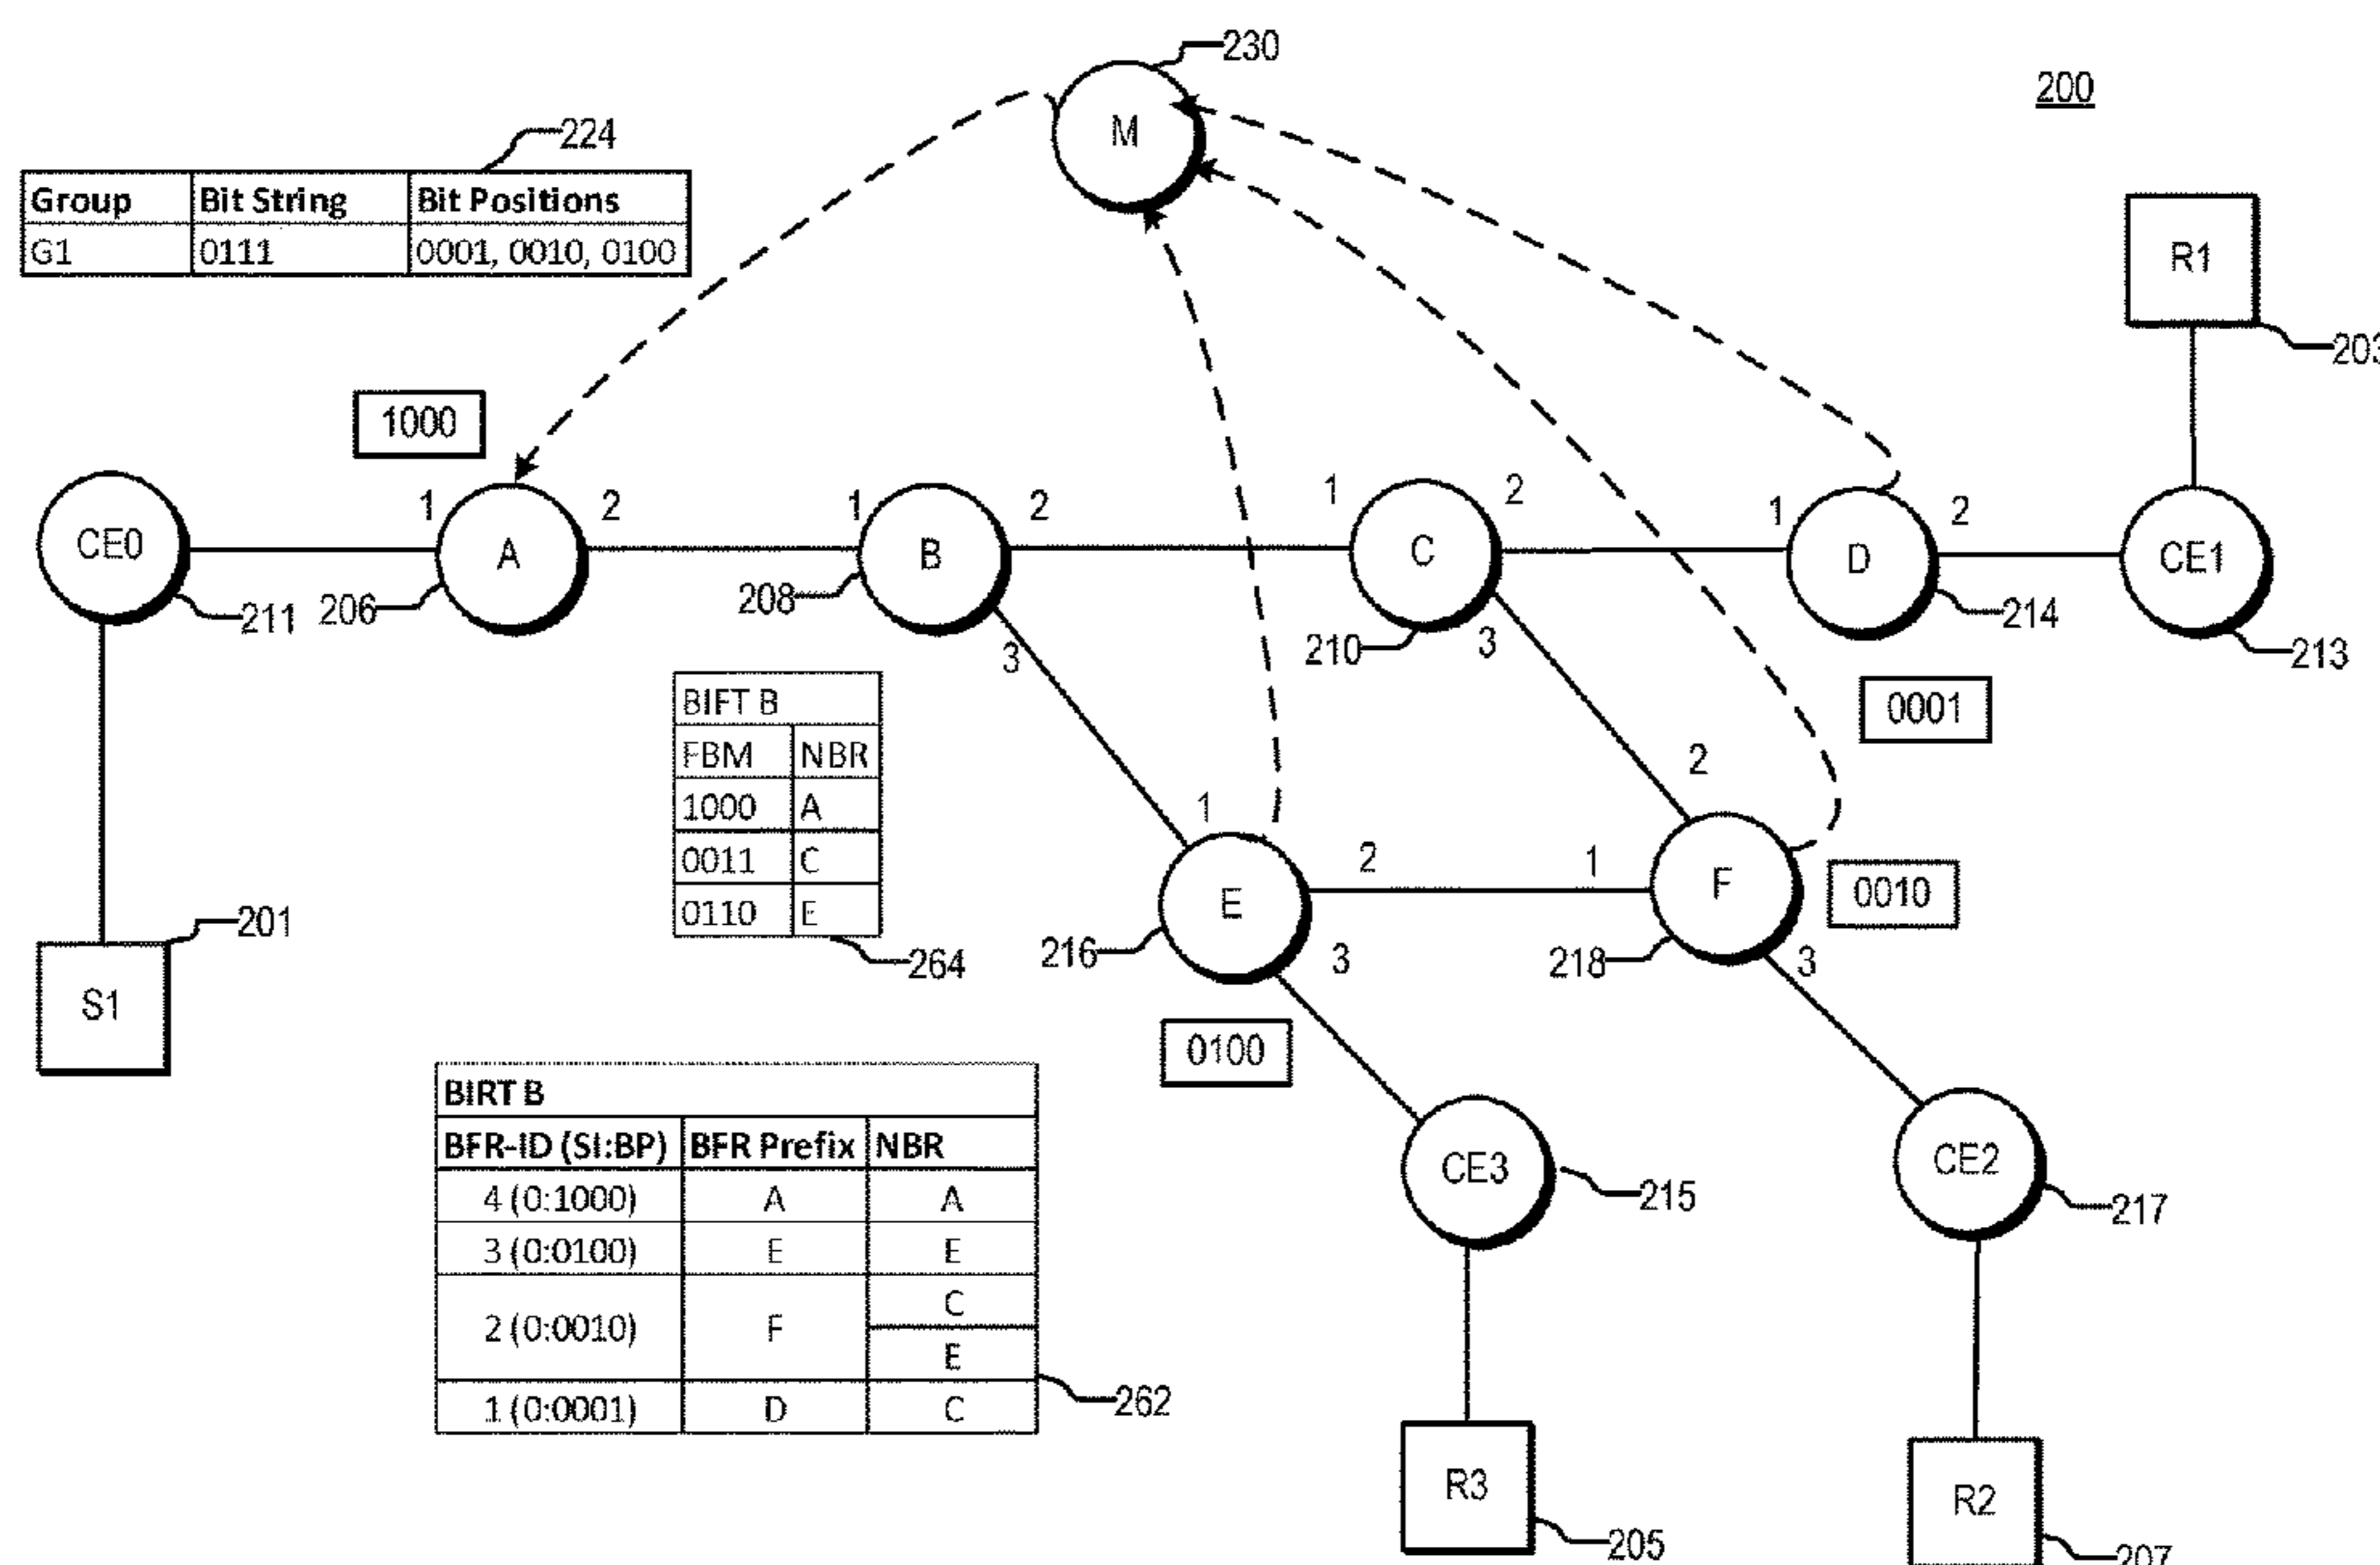 230
200
M
224
Group Bit String Bit Positions
G1 0111 0001, 0010, 0100
R1
203
1000
CE0 1 A 2 1 B 2 1 C 2 1 D 2 CE1
211 206 208 3 210 3 214 213
BIFT B
FBM NBR
1000 A
0011 C
0110 E
264
0001
2
1
E 2 1 F
0010
216 3 218 3
201
S1
0100
BIRT B
BFR-ID (SI:BP) BFR Prefix NBR
4 (0:1000) A A
3 (0:0100) E E
2 (0:0010) F C
E
1 (0:0001) D C
262
CE3
215
CE2
217
R3
205
R2
207